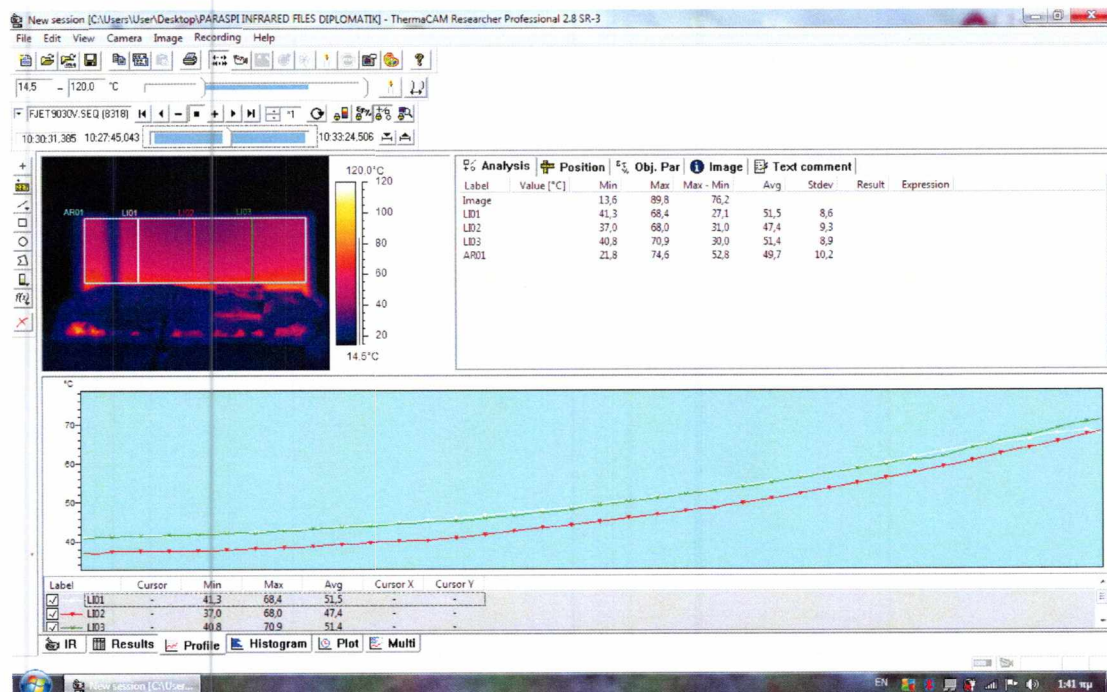 New session [C:\Users\User\Desktop\PARASPI INFRARED FILES DIPLOMATIK] - ThermaCAM Researcher Professional 2.8 SR-3
File Edit View Camera Image Recording Help
14,5 - 120,0 °C
FJET9030V.SEQ (8318) *1
10:30:31,385 10:27:45,043 10:33:24,506
120.0°C
120
100
80
60
40
20
14.5°C
AR01 LI01 LI02 LI03
Analysis Position Obj. Par Image Text comment
Label Value [°C] Min Max Max - Min Avg Stdev Result Expression
Image 13,6 89,8 76,2
LI01 41,3 68,4 27,1 51,5 8,6
LI02 37,0 68,0 31,0 47,4 9,3
LI03 40,8 70,9 30,0 51,4 8,9
AR01 21,8 74,6 52,8 49,7 10,2
°C
70
60
50
40
Label Cursor Min Max Avg Cursor X Cursor Y
LI01 - 41,3 68,4 51,5 - -
LI02 - 37,0 68,0 47,4 - -
LI03 - 40,8 70,9 51,4 - -
IR Results Profile Histogram Plot Multi
New session [C:\User... EN 1:41 πμ